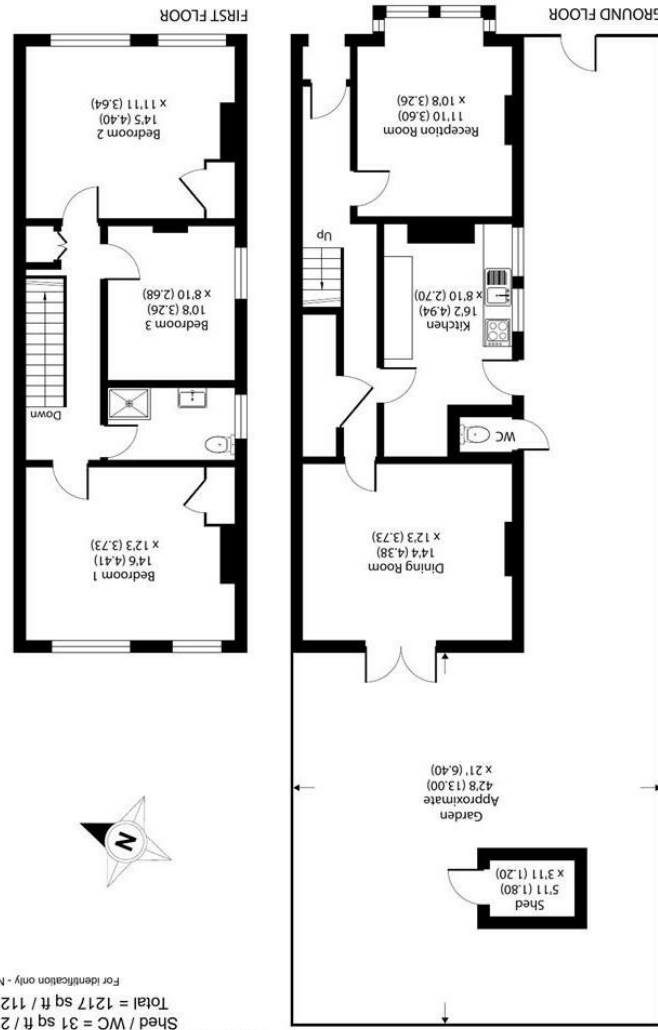 Shed / WC = 31 sq ft / 2
Total = 1217 sq ft / 112
For identification only - N
Shed
5'11 (1.80)
x 3'11 (1.20)
Garden
Approximate
42'8 (13.00)
x 21' (6.40)
N
Dining Room
14'4 (4.38)
x 12'3 (3.73)
WC
Kitchen
16'2 (4.94)
x 8'10 (2.70)
Up
Reception Room
11'10 (3.60)
x 10'8 (3.26)
GROUND FLOOR
Bedroom 1
14'6 (4.41)
x 12'3 (3.73)
Down
Bedroom 3
10'8 (3.26)
x 8'10 (2.68)
Bedroom 2
14'5 (4.40)
x 11'11 (3.64)
FIRST FLOOR